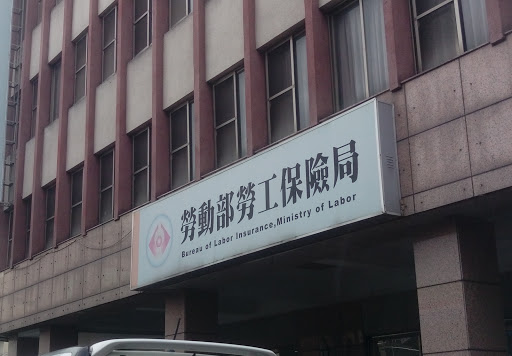 勞動部勞工保險局
Bureau of Labor Insurance,Ministry of Labor